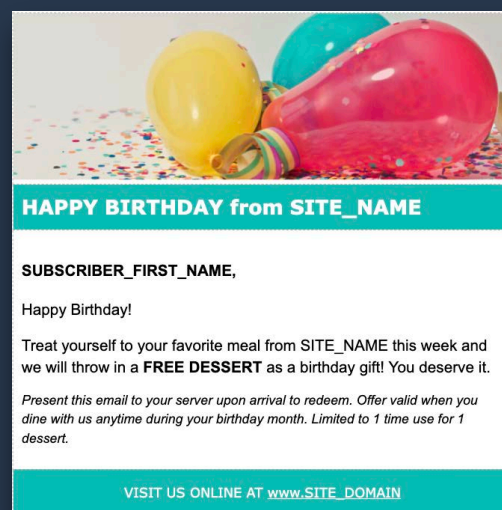 HAPPY BIRTHDAY from SITE_NAME
SUBSCRIBER_FIRST_NAME,
Happy Birthday!
Treat yourself to your favorite meal from SITE_NAME this week and
we will throw in a FREE DESSERT as a birthday gift! You deserve it.
Present this email to your server upon arrival to redeem. Offer valid when you
dine with us anytime during your birthday month. Limited to 1 time use for 1
dessert.
VISIT US ONLINE AT www.SITE_DOMAIN